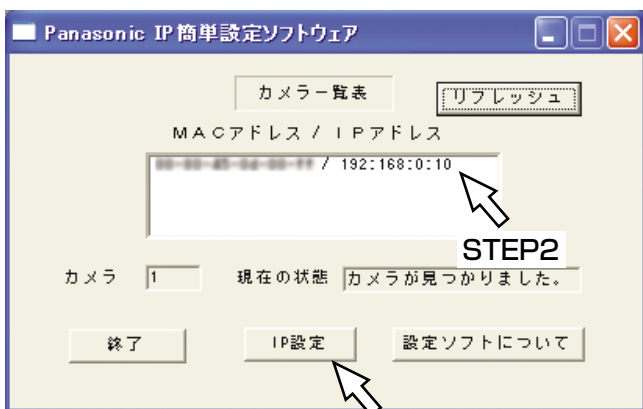 Panasonic IP簡単設定ソフトウェア
カメラ一覧表
リフレッシュ
MACアドレス / IPアドレス
/ 192:168:0:10
STEP2
カメラ 1 現在の状態 カメラが見つかりました。
終了 IP設定 設定ソフトについて